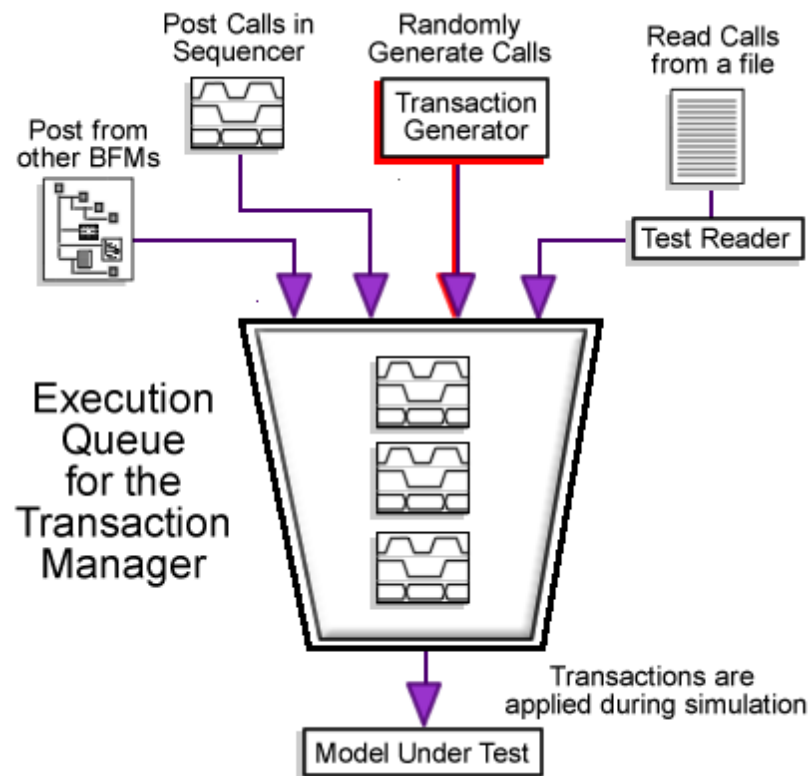 Post Calls in
Sequencer
Randomly
Generate Calls
Read Calls
from a file
Post from
other BFMs
Transaction
Generator
Test Reader
Execution
Queue
for the
Transaction
Manager
Transactions are
applied during simulation
Model Under Test